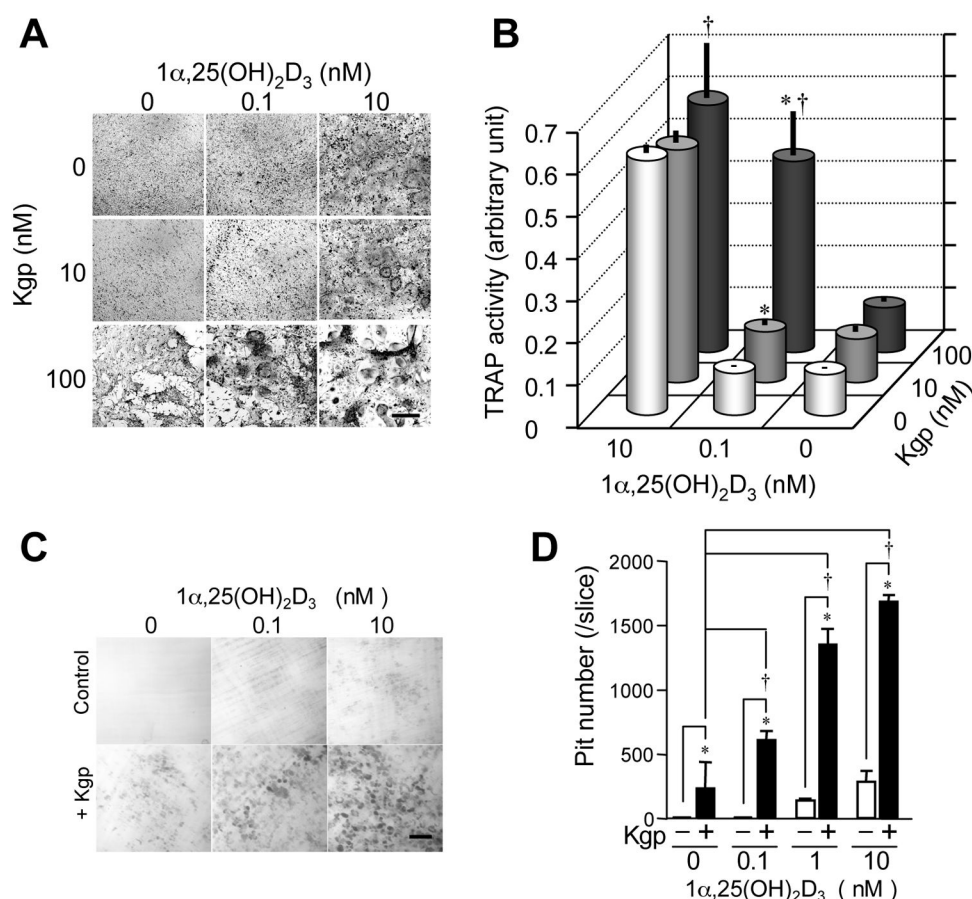 A
1α,25(OH)₂D₃ (nM)
0 0.1 10
Kgp (nM)
0
10
100
B
TRAP activity (arbitrary unit)
0.7
0.6
0.5
0.4
0.3
0.2
0.1
0
†
* †
*
10 0.1 0
1α,25(OH)₂D₃ (nM)
0
10
100
Kgp (nM)
C
1α,25(OH)₂D₃ (nM )
0 0.1 10
Control
+ Kgp
D
Pit number (/slice)
2000
1500
1000
500
0
*
†
*
†
*
†
*
Kgp − + − + − + − +
0 0.1 1 10
1α,25(OH)₂D₃ ( nM )